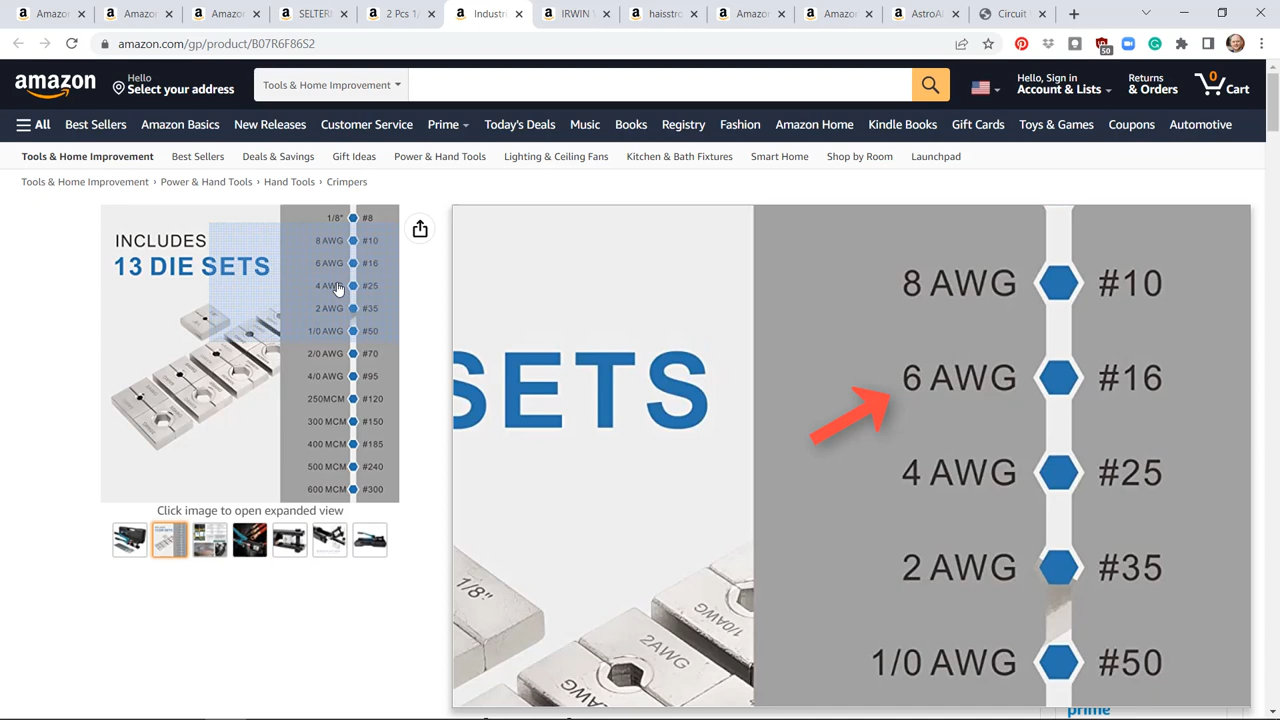 Amazon
Amazon
Amazon
SELTERM
2 Pcs 1/
Industri
IRWIN V
haisstro
Amazon
Amazon
AstroAI
Circuit
amazon.com/gp/product/B07R6F86S2
50
amazon
Hello
Select your address
Tools & Home Improvement
Hello, Sign in
Account & Lists
Returns
& Orders
0
Cart
All
Best Sellers
Amazon Basics
New Releases
Customer Service
Prime
Today's Deals
Music
Books
Registry
Fashion
Amazon Home
Kindle Books
Gift Cards
Toys & Games
Coupons
Automotive
Tools & Home Improvement
Best Sellers
Deals & Savings
Gift Ideas
Power & Hand Tools
Lighting & Ceiling Fans
Kitchen & Bath Fixtures
Smart Home
Shop by Room
Launchpad
Tools & Home Improvement › Power & Hand Tools › Hand Tools › Crimpers
INCLUDES
13 DIE SETS
1/8" #8
8 AWG #10
6 AWG #16
4 AWG #25
2 AWG #35
1/0 AWG #50
2/0 AWG #70
4/0 AWG #95
250MCM #120
300 MCM #150
400 MCM #185
500 MCM #240
600 MCM #300
Click image to open expanded view
SETS
8 AWG #10
6 AWG #16
4 AWG #25
2 AWG #35
1/0 AWG #50
1/8"
1/0AWG
2AWG
prime